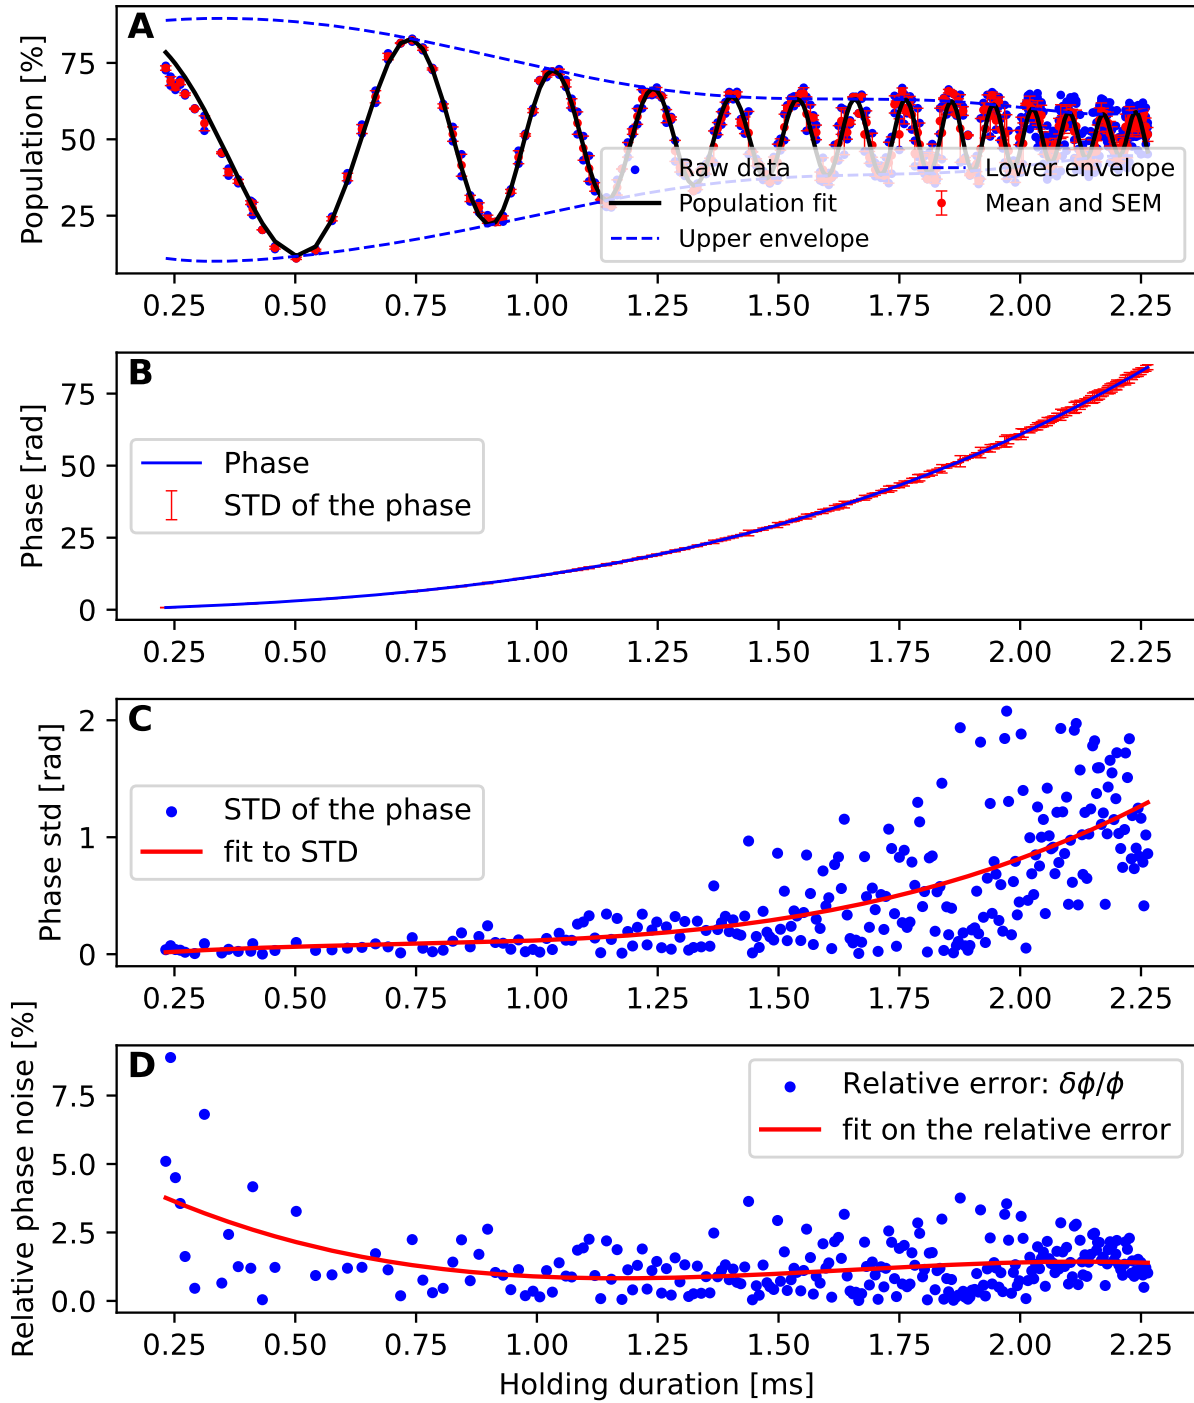 A
Population [%]
75
50
25
Raw data
Population fit
Upper envelope
Lower envelope
Mean and SEM
0.25 0.50 0.75 1.00 1.25 1.50 1.75 2.00 2.25
B
Phase [rad]
75
50
25
0
Phase
STD of the phase
0.25 0.50 0.75 1.00 1.25 1.50 1.75 2.00 2.25
C
Phase std [rad]
2
1
0
STD of the phase
fit to STD
0.25 0.50 0.75 1.00 1.25 1.50 1.75 2.00 2.25
D
Relative phase noise [%]
7.5
5.0
2.5
0.0
Relative error: δϕ/ϕ
fit on the relative error
0.25 0.50 0.75 1.00 1.25 1.50 1.75 2.00 2.25
Holding duration [ms]